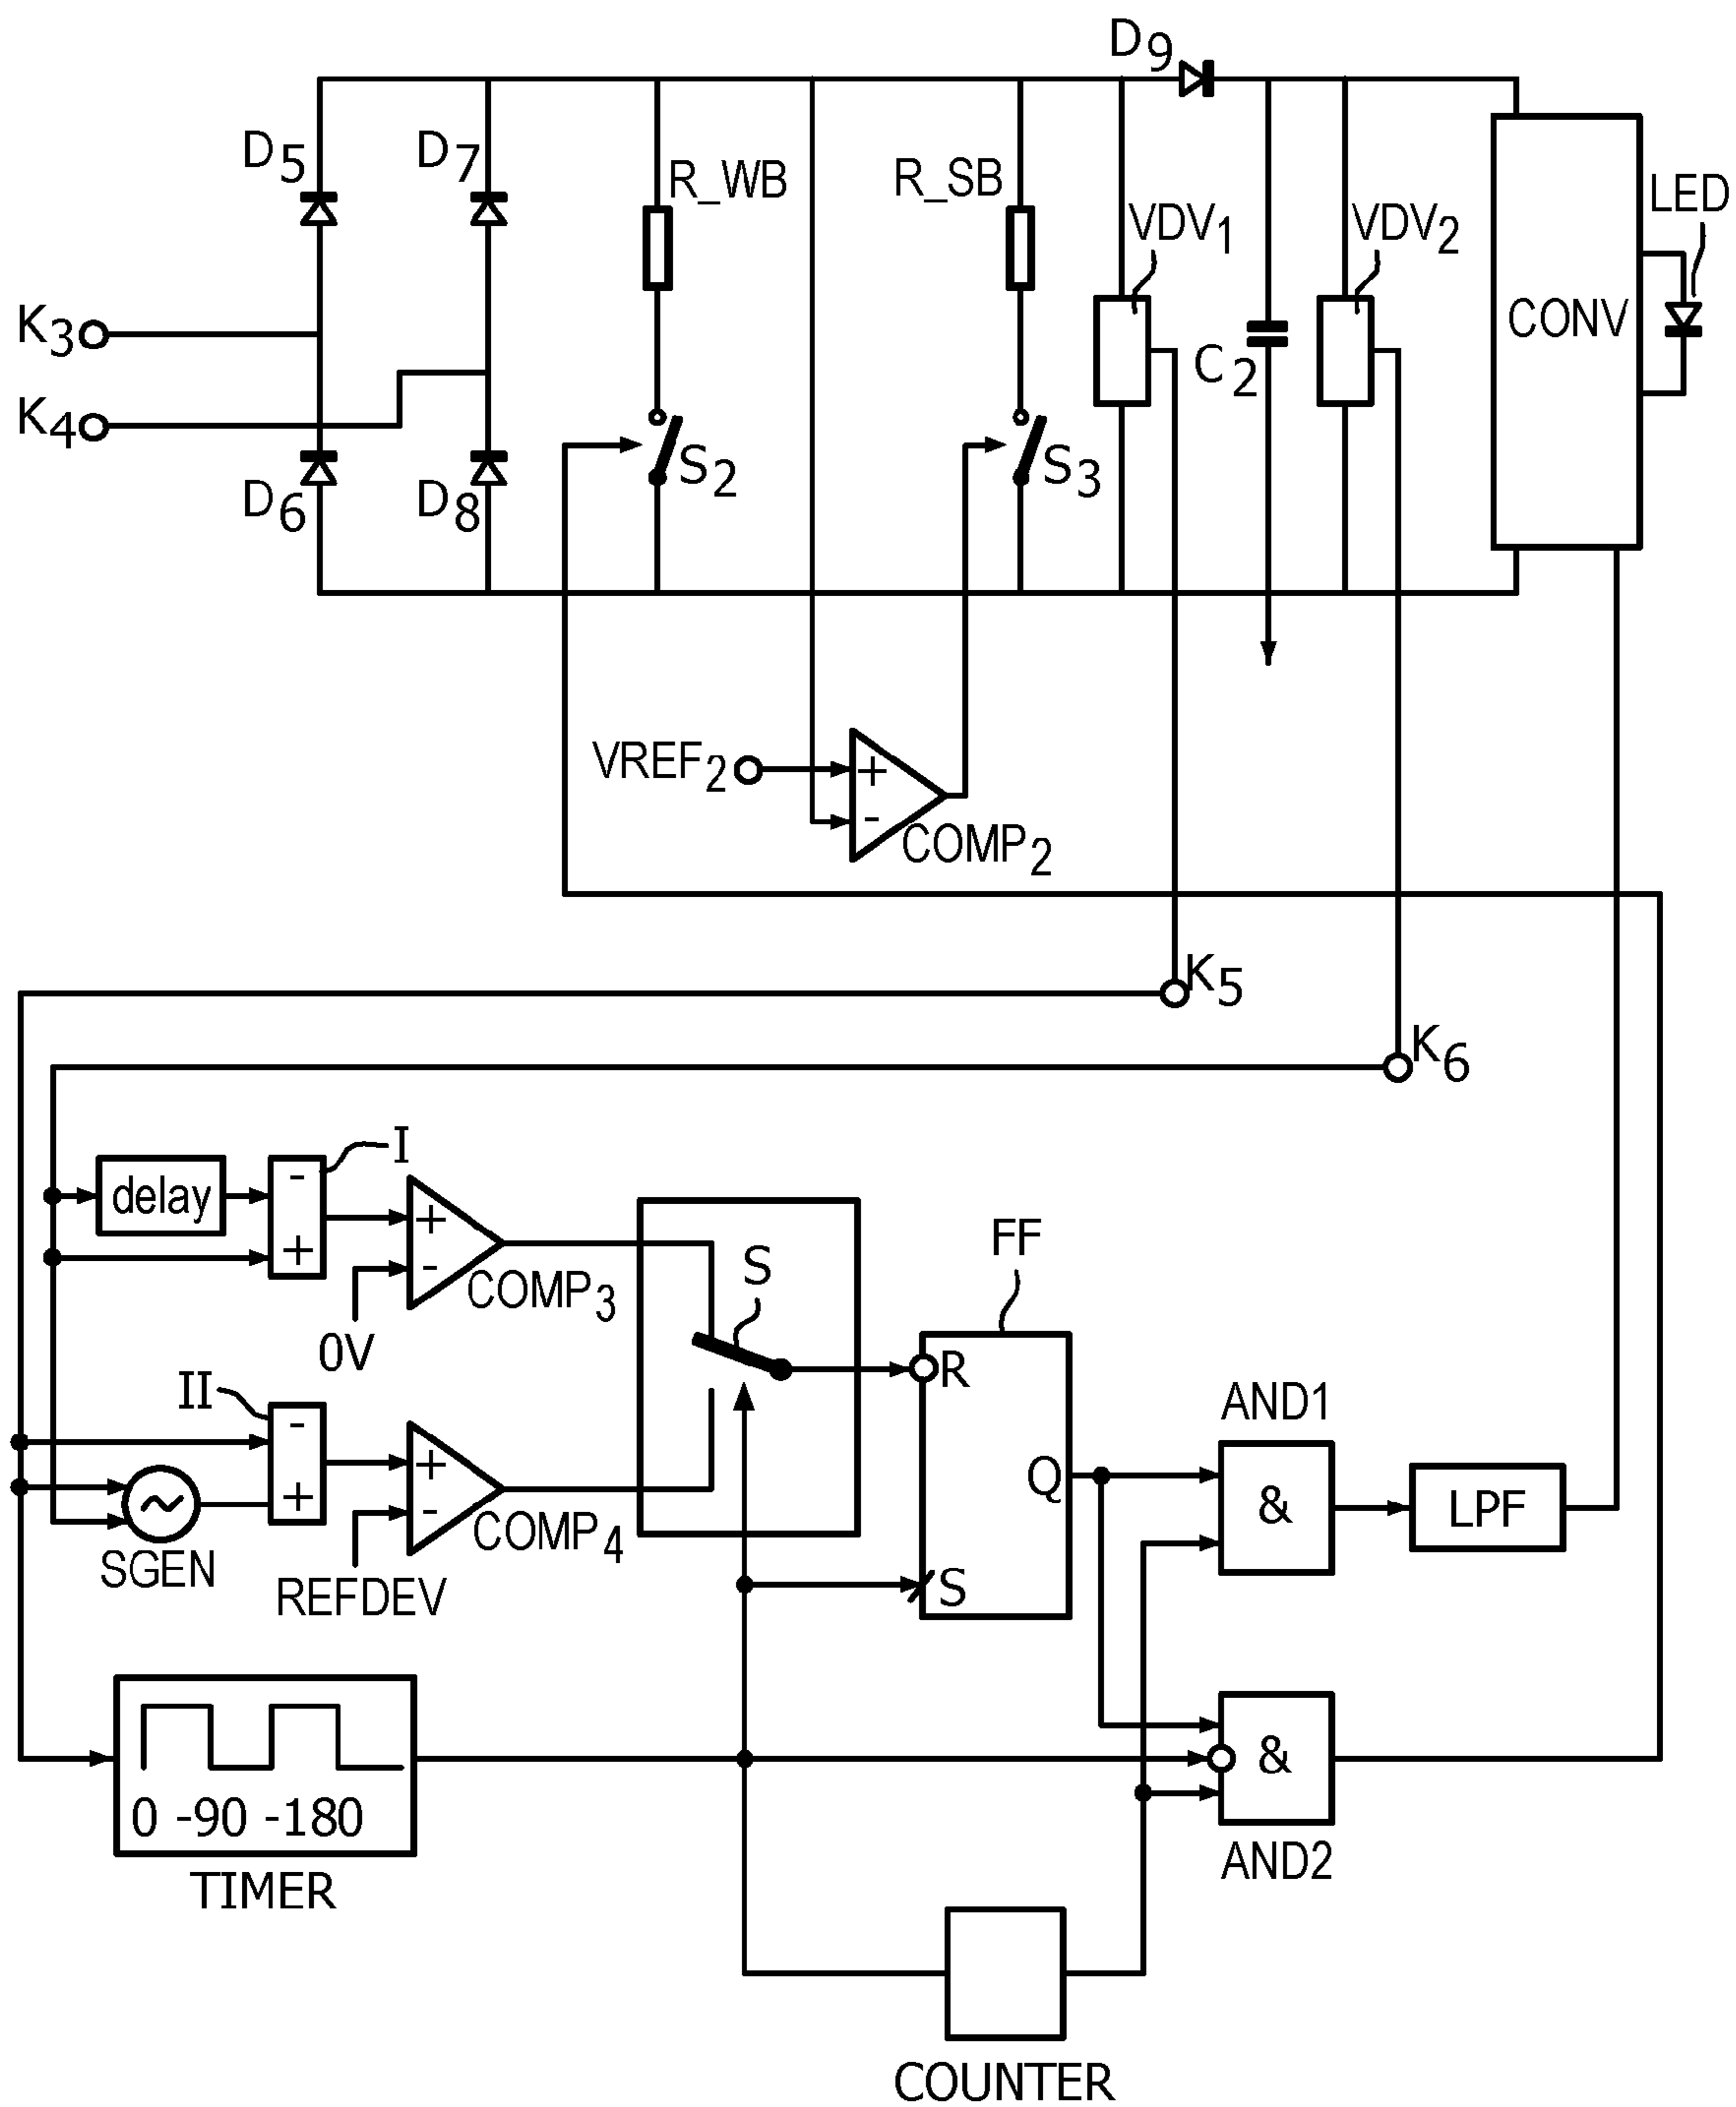 D9
D5
D7
R_WB
R_SB
VDV1
VDV2
LED
K3
CONV
C2
K4
S2
S3
D6
D8
VREF2
+
-
COMP2
K5
K6
I
delay
-
+
+
-
COMP3
S
FF
0V
R
II
-
+
+
-
COMP4
Q
AND1
&
LPF
SGEN
REFDEV
S
&
0 -90 -180
TIMER
AND2
COUNTER